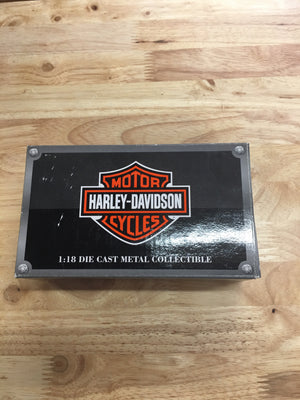 MOTOR
HARLEY-DAVIDSON
CYCLES
1:18 DIE CAST METAL COLLECTIBLE